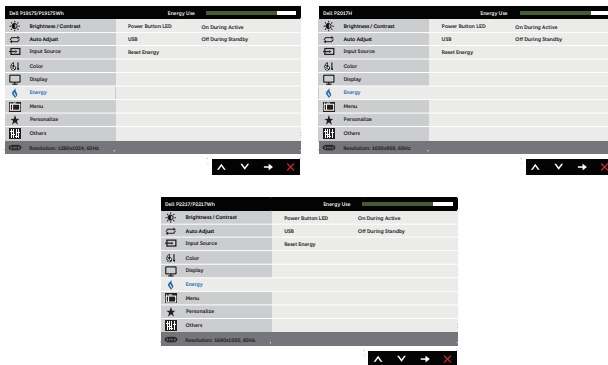 Dell P1917S/P1917SWh Energy Use
Brightness / Contrast Power Button LED On During Active
Auto Adjust USB Off During Standby
Input Source Reset Energy
Color
Display
Energy
Menu
Personalize
Others
Resolution: 1280x1024, 60Hz
Dell P2017H Energy Use
Brightness / Contrast Power Button LED On During Active
Auto Adjust USB Off During Standby
Input Source Reset Energy
Color
Display
Energy
Menu
Personalize
Others
Resolution: 1600x900, 60Hz
Dell P2217/P2217Wh Energy Use
Brightness / Contrast Power Button LED On During Active
Auto Adjust USB Off During Standby
Input Source Reset Energy
Color
Display
Energy
Menu
Personalize
Others
Resolution: 1680x1050, 60Hz